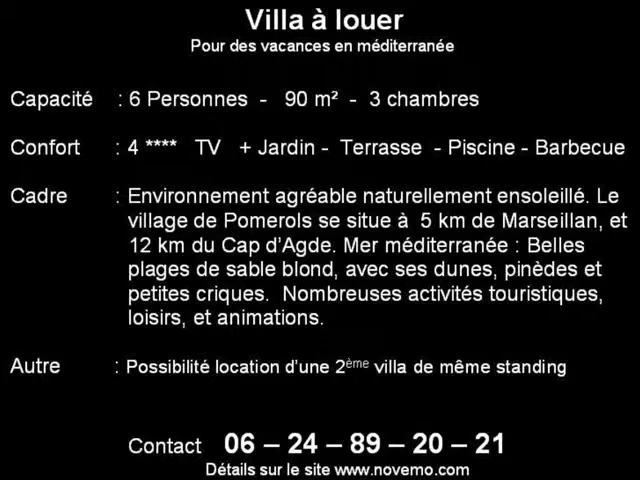 Villa à louer
Pour des vacances en méditerranée
Capacité : 6 Personnes - 90 m² - 3 chambres
Confort : 4 **** TV + Jardin - Terrasse - Piscine - Barbecue
Cadre : Environnement agréable naturellement ensoleillé. Le
village de Pomerols se situe à 5 km de Marseillan, et
12 km du Cap d’Agde. Mer méditerranée : Belles
plages de sable blond, avec ses dunes, pinèdes et
petites criques. Nombreuses activités touristiques,
loisirs, et animations.
Autre : Possibilité location d’une 2ème villa de même standing
Contact 06 – 24 – 89 – 20 – 21
Détails sur le site www.novemo.com